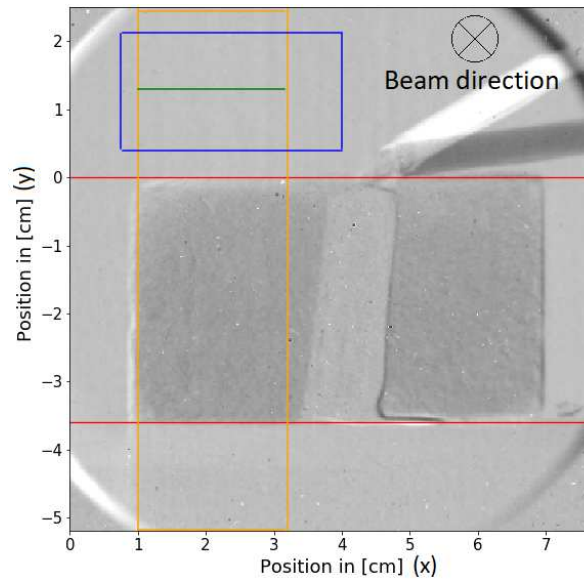 Beam direction
Position in [cm] (y)
2
1
0
−1
−2
−3
−4
−5
0 1 2 3 4 5 6 7
Position in [cm] (x)